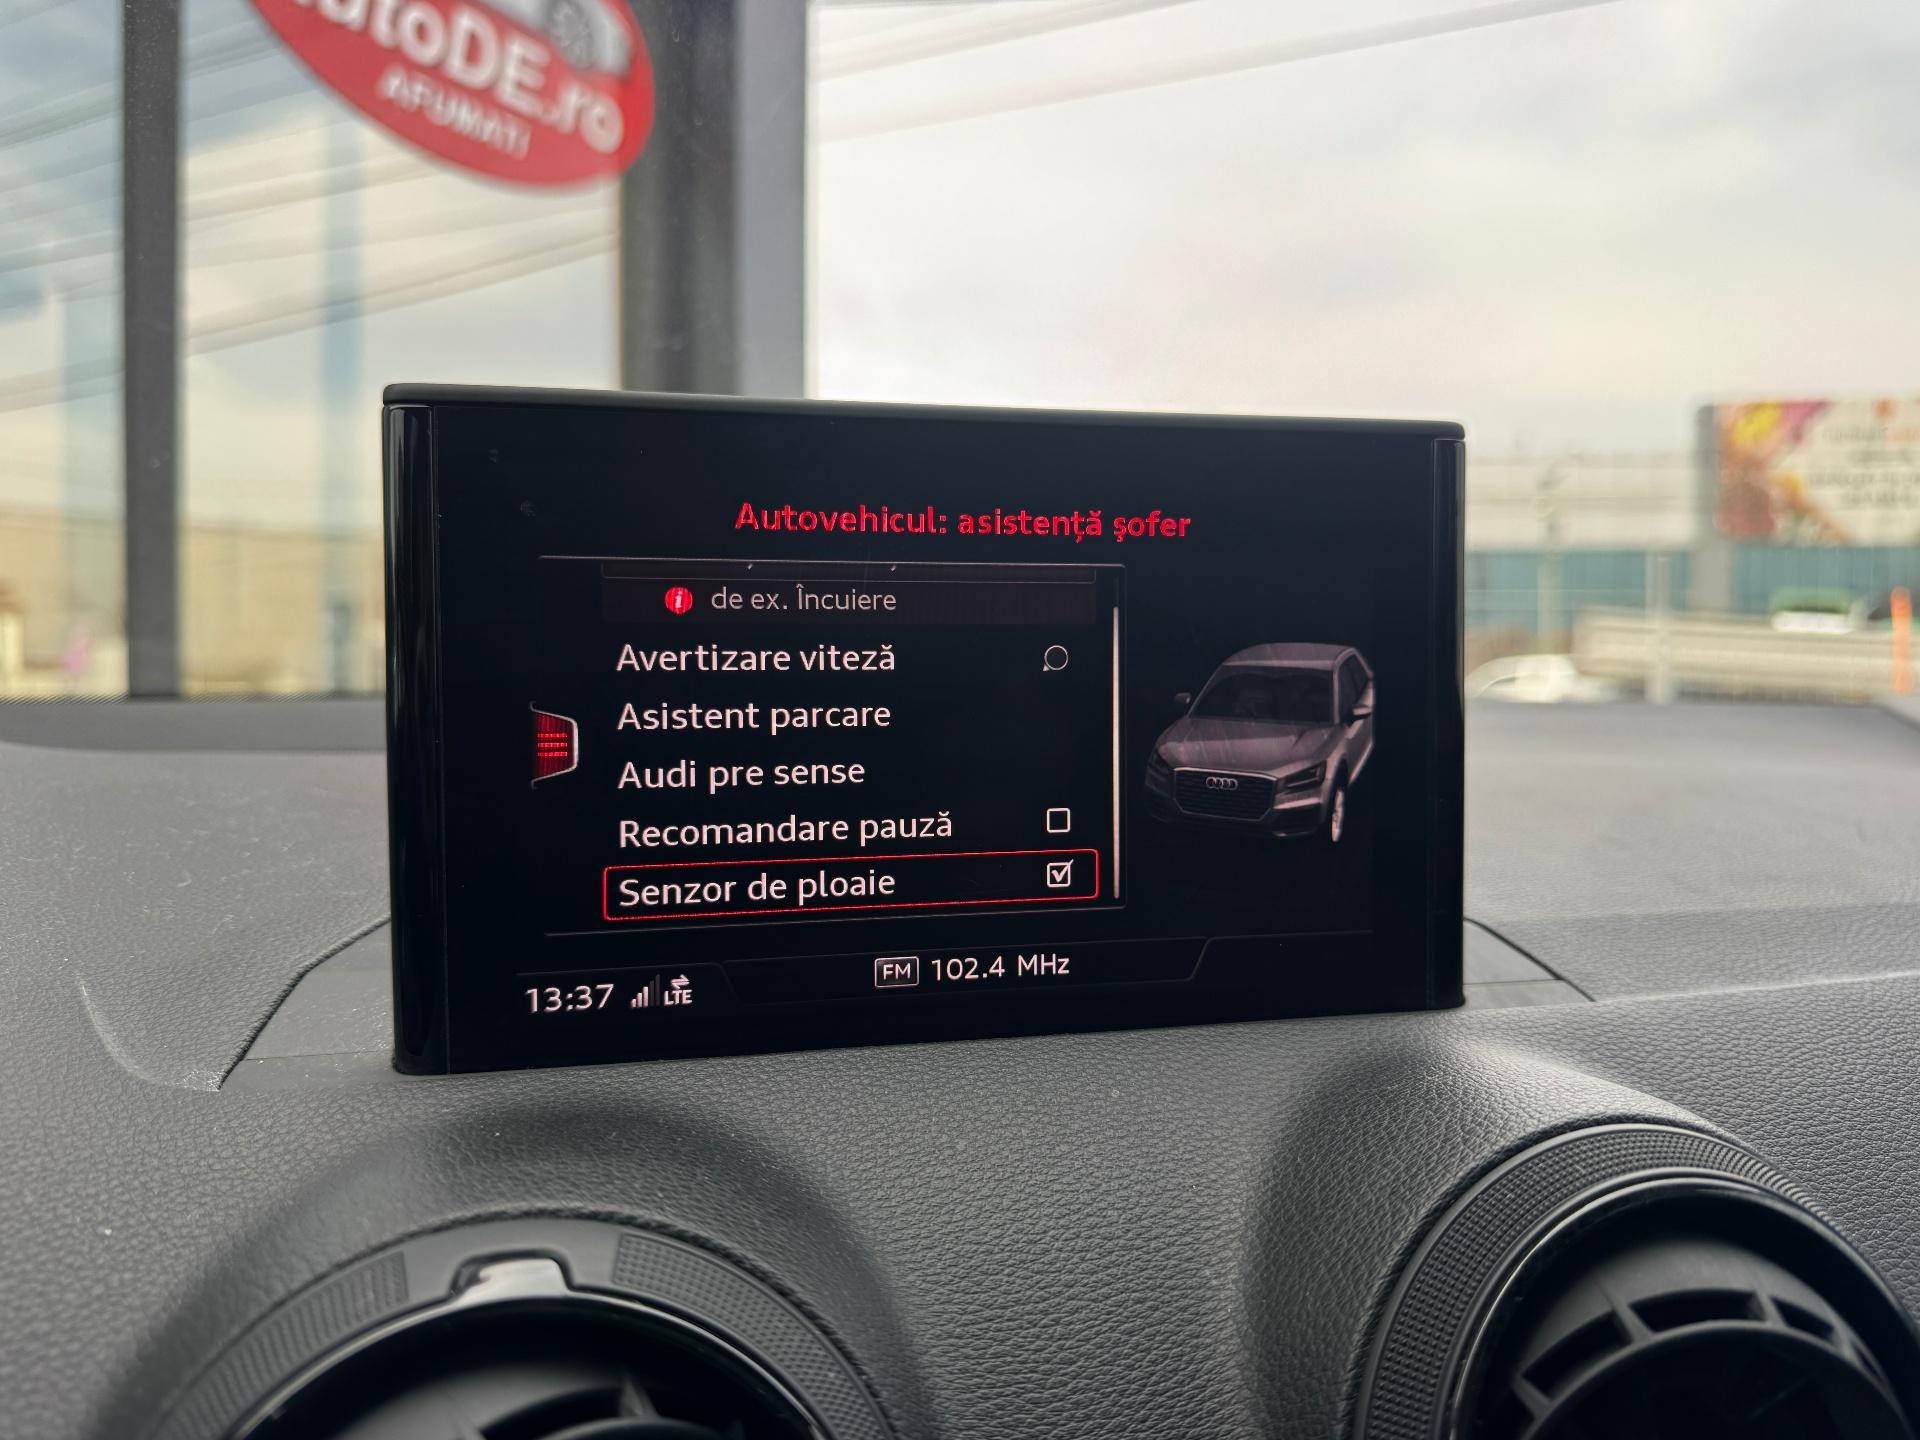 utoDE.ro
AFUMATI
Autovehicul: asistență șofer
de ex. Încuiere
Avertizare viteză
Asistent parcare
Audi pre sense
Recomandare pauză
Senzor de ploaie
FM 102.4 MHz
13:37 LTE